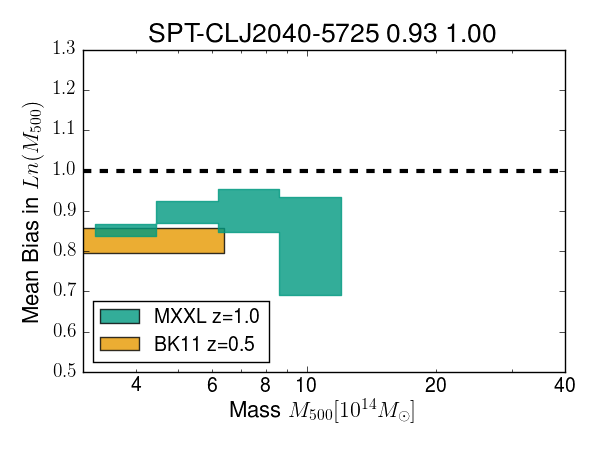 SPT-CLJ2040-5725 0.93 1.00
1.3
1.2
1.1
1.0
0.9
0.8
0.7
0.6
0.5
Mean Bias in Ln(M₅₀₀)
MXXL z=1.0
BK11 z=0.5
4 6 8 10 20 40
Mass M₅₀₀[10¹⁴M☉]